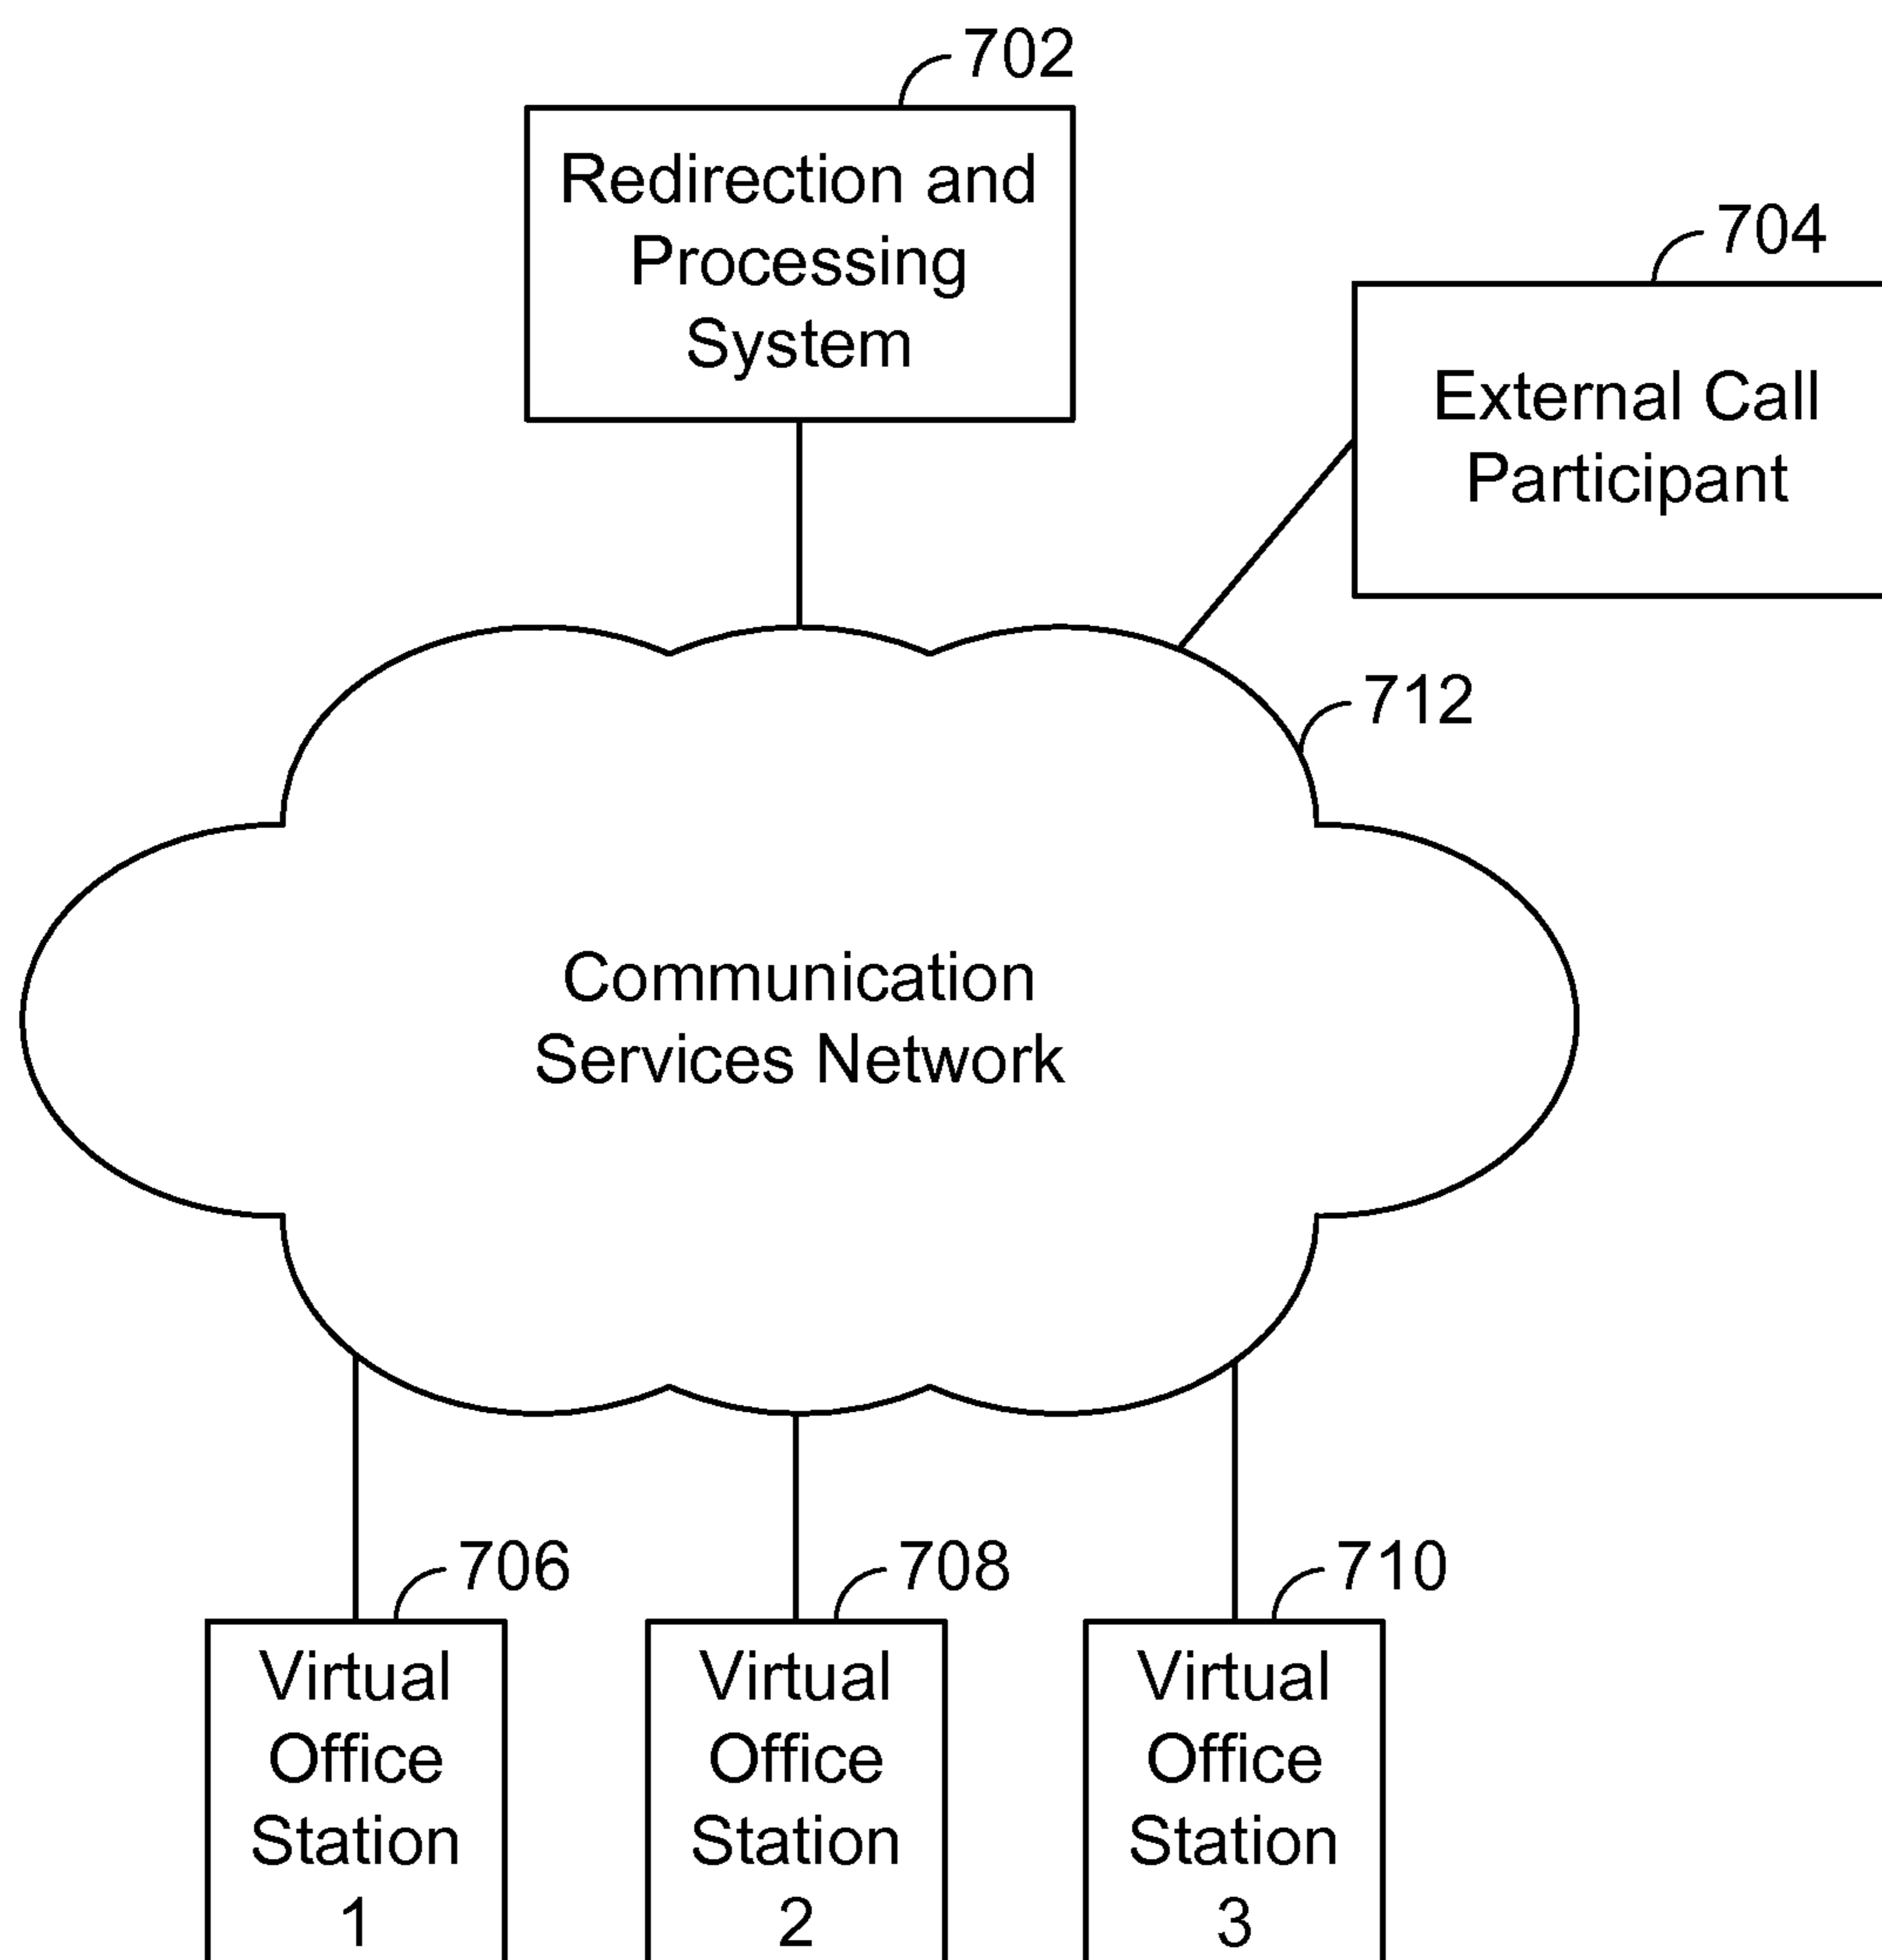 702
Redirection and
Processing
System
704
External Call
Participant
712
Communication
Services Network
706
Virtual
Office
Station
1
708
Virtual
Office
Station
2
710
Virtual
Office
Station
3